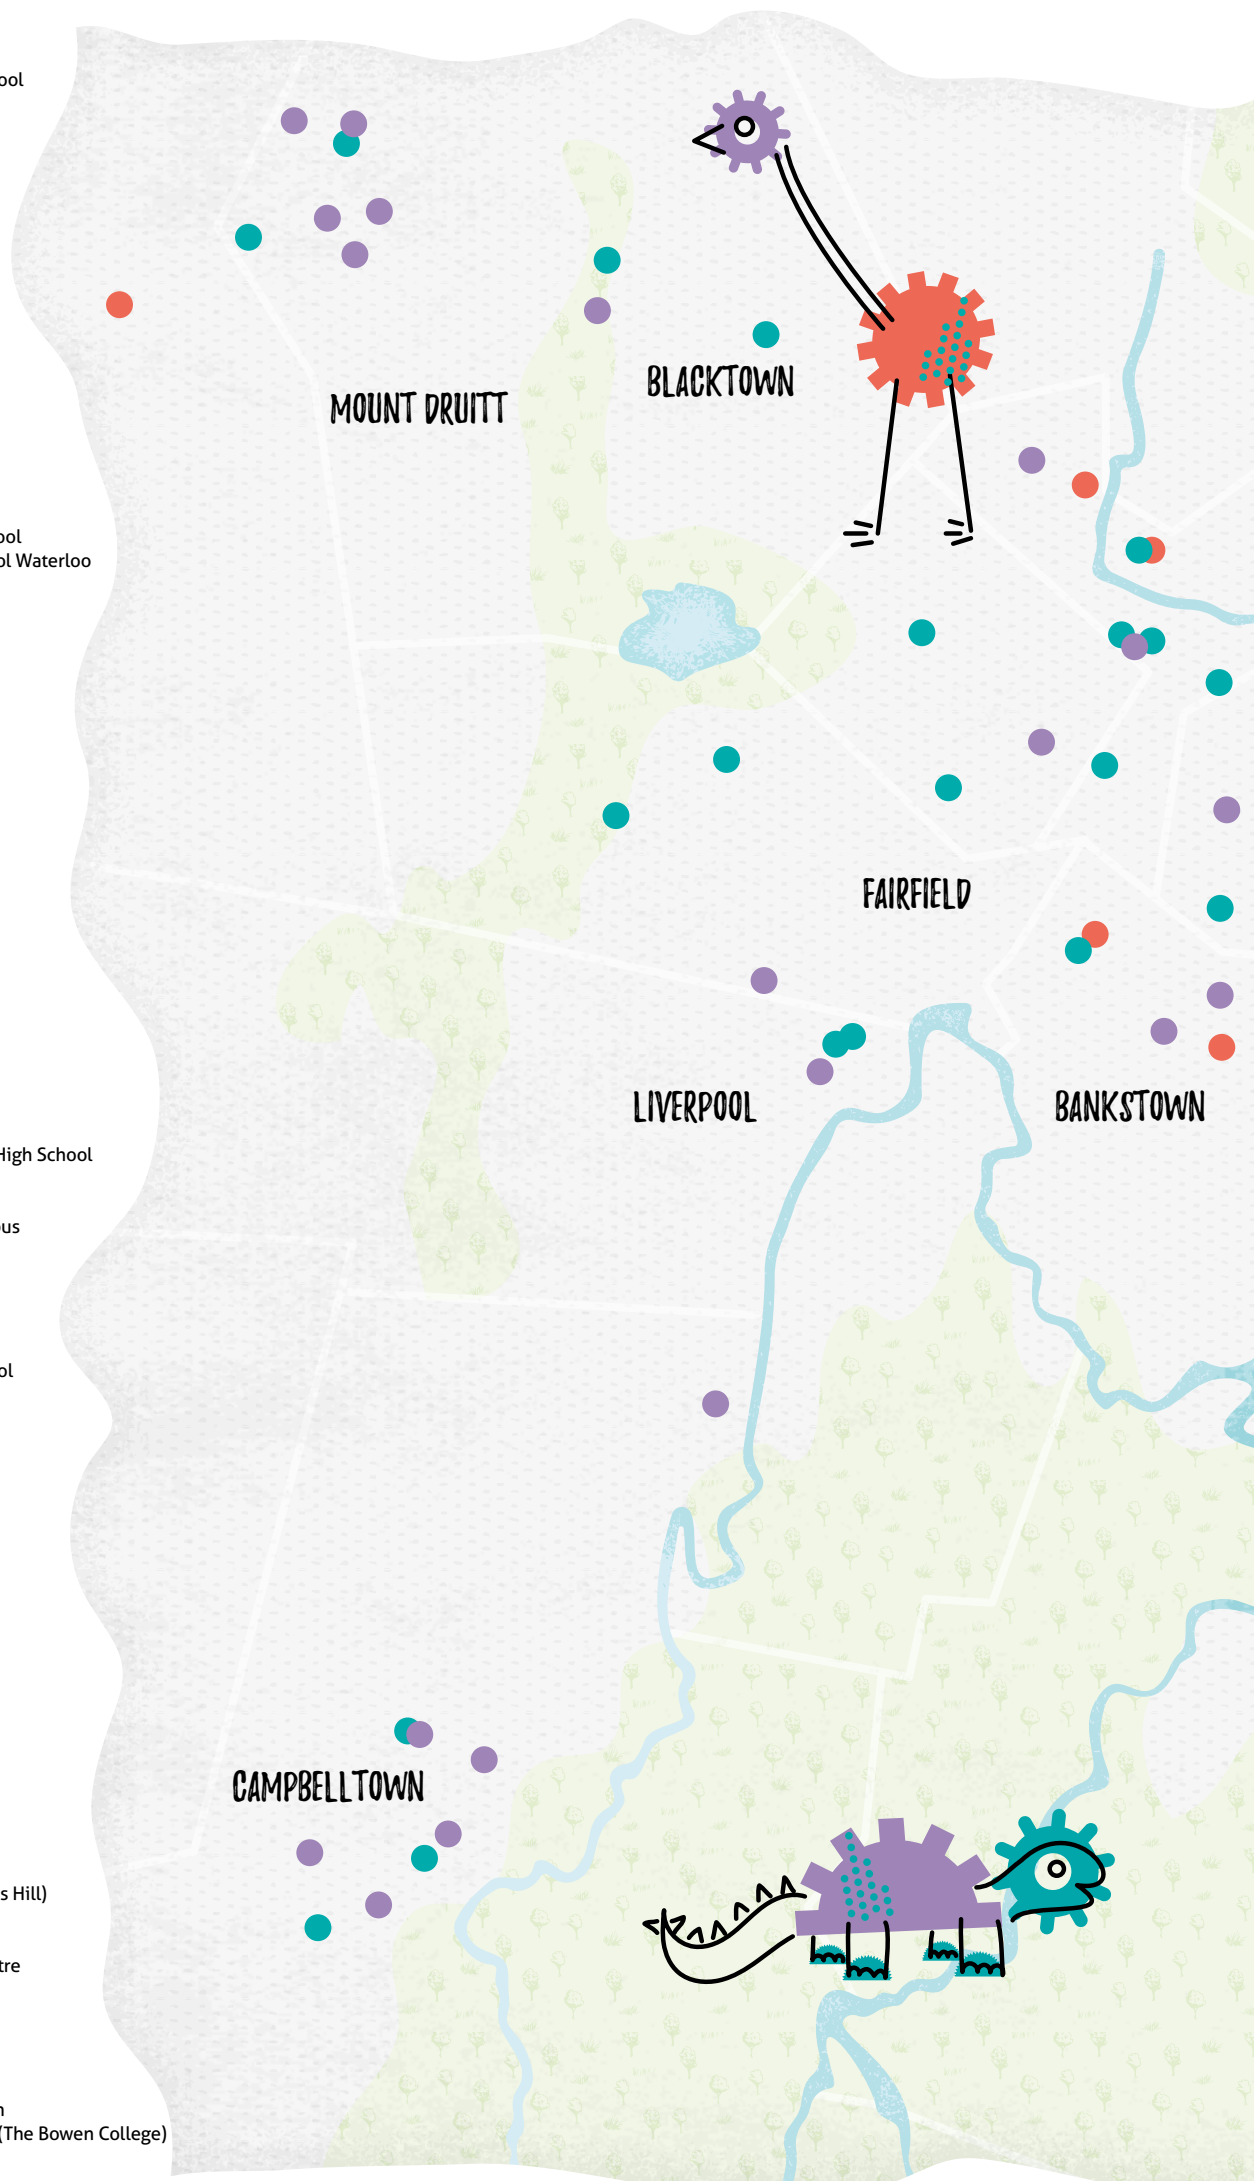 ool
MOUNT DRUITT
BLACKTOWN
ool
ol Waterloo
FAIRFIELD
LIVERPOOL
BANKSTOWN
High School
ous
ol
CAMPBELLTOWN
s Hill)
tre
n
(The Bowen College)